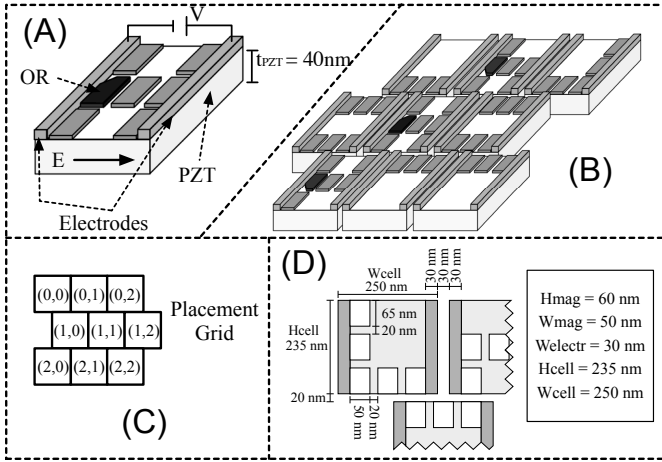 (A)
V
OR
tPZT = 40nm
E
PZT
Electrodes
(B)
(0,0) (0,1) (0,2)
(1,0) (1,1) (1,2)
(2,0) (2,1) (2,2)
Placement
Grid
(C)
(D)
Wcell
250 nm
30 nm
30 nm
30 nm
Hcell
235 nm
65 nm
20 nm
20 nm
50 nm
20 nm
Hmag = 60 nm
Wmag = 50 nm
Welectr = 30 nm
Hcell = 235 nm
Wcell = 250 nm